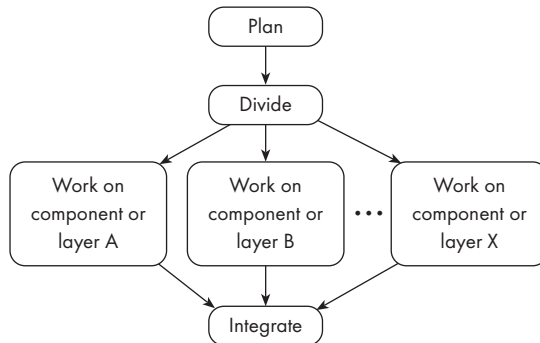 Plan
Divide
Work on
component or
layer A
Work on
component or
layer B
...
Work on
component or
layer X
Integrate